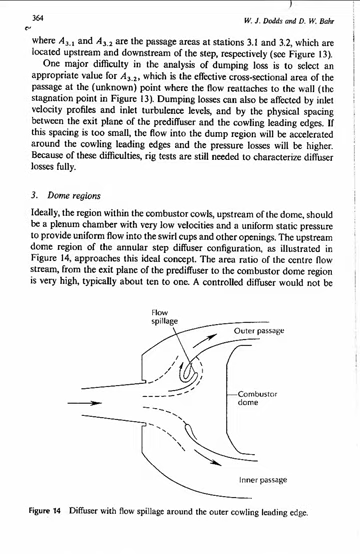 364
W. J. Dodds and D. W. Bahr
where A3.1 and A3.2 are the passage areas at stations 3.1 and 3.2, which are
located upstream and downstream of the step, respectively (see Figure 13).
One major difficulty in the analysis of dumping loss is to select an
appropriate value for A3.2, which is the effective cross-sectional area of the
passage at the (unknown) point where the flow reattaches to the wall (the
stagnation point in Figure 13). Dumping losses can also be affected by inlet
velocity profiles and inlet turbulence levels, and by the physical spacing
between the exit plane of the prediffuser and the cowling leading edges. If
this spacing is too small, the flow into the dump region will be accelerated
around the cowling leading edges and the pressure losses will be higher.
Because of these difficulties, rig tests are still needed to characterize diffuser
losses fully.
3. Dome regions
Ideally, the region within the combustor cowls, upstream of the dome, should
be a plenum chamber with very low velocities and a uniform static pressure
to provide uniform flow into the swirl cups and other openings. The upstream
dome region of the annular step diffuser configuration, as illustrated in
Figure 14, approaches this ideal concept. The area ratio of the centre flow
stream, from the exit plane of the prediffuser to the combustor dome region
is very high, typically about ten to one. A controlled diffuser would not be
Flow
spillage
Outer passage
Combustor
dome
Inner passage
Figure 14 Diffuser with flow spillage around the outer cowling leading edge.